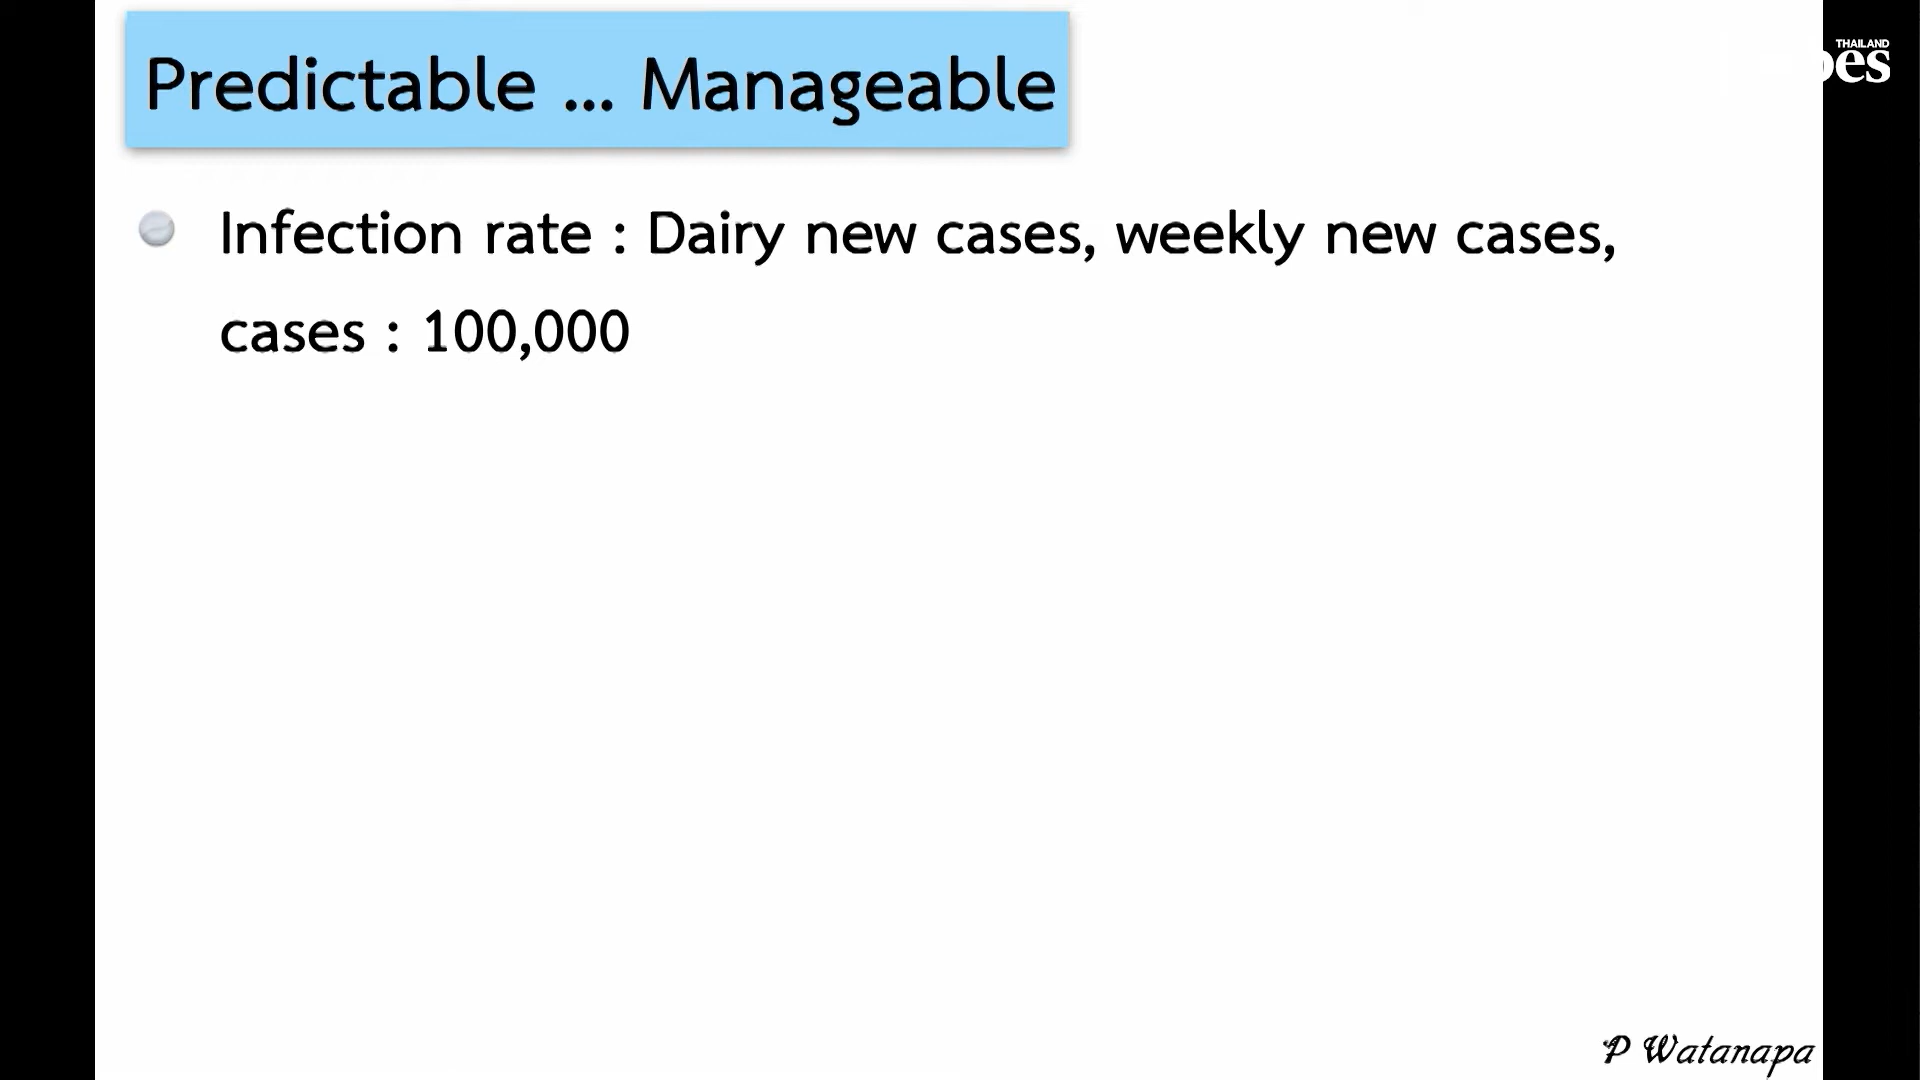 Predictable ... Manageable
THAILAND
Infection rate : Dairy new cases, weekly new cases,
cases : 100,000
P Watanapa